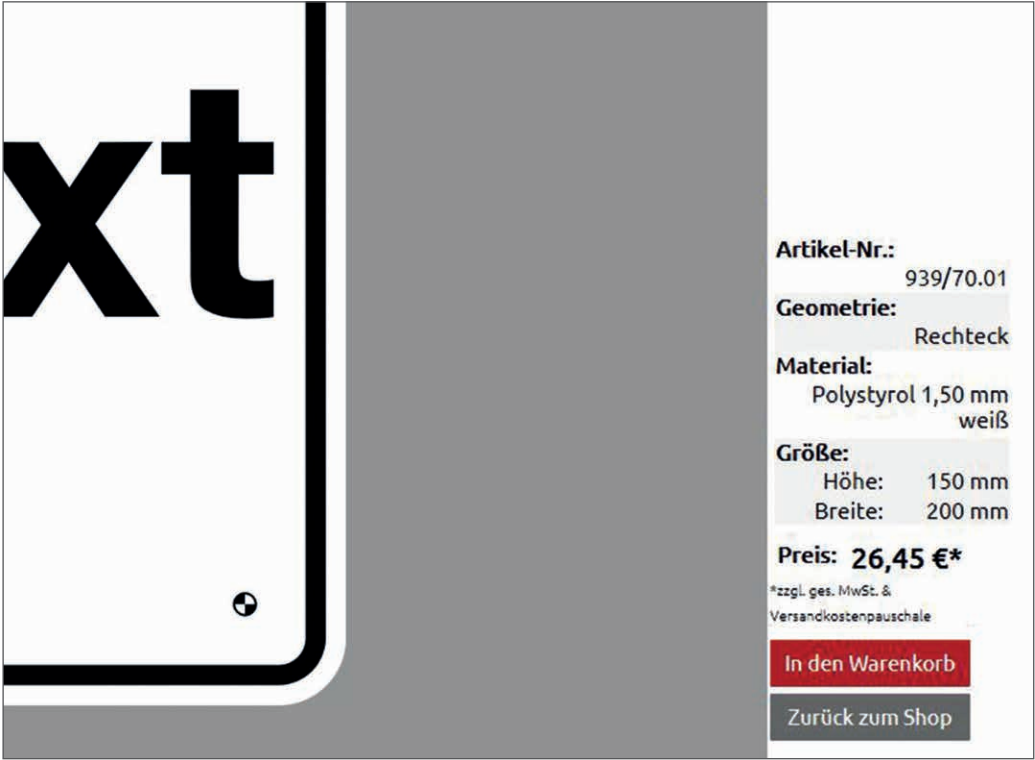 xt
Artikel-Nr.:
939/70.01
Geometrie:
Rechteck
Material:
Polystyrol 1,50 mm
weiß
Größe:
Höhe: 150 mm
Breite: 200 mm
Preis: 26,45 €*
*zzgl. ges. MwSt. &
Versandkostenpauschale
In den Warenkorb
Zurück zum Shop